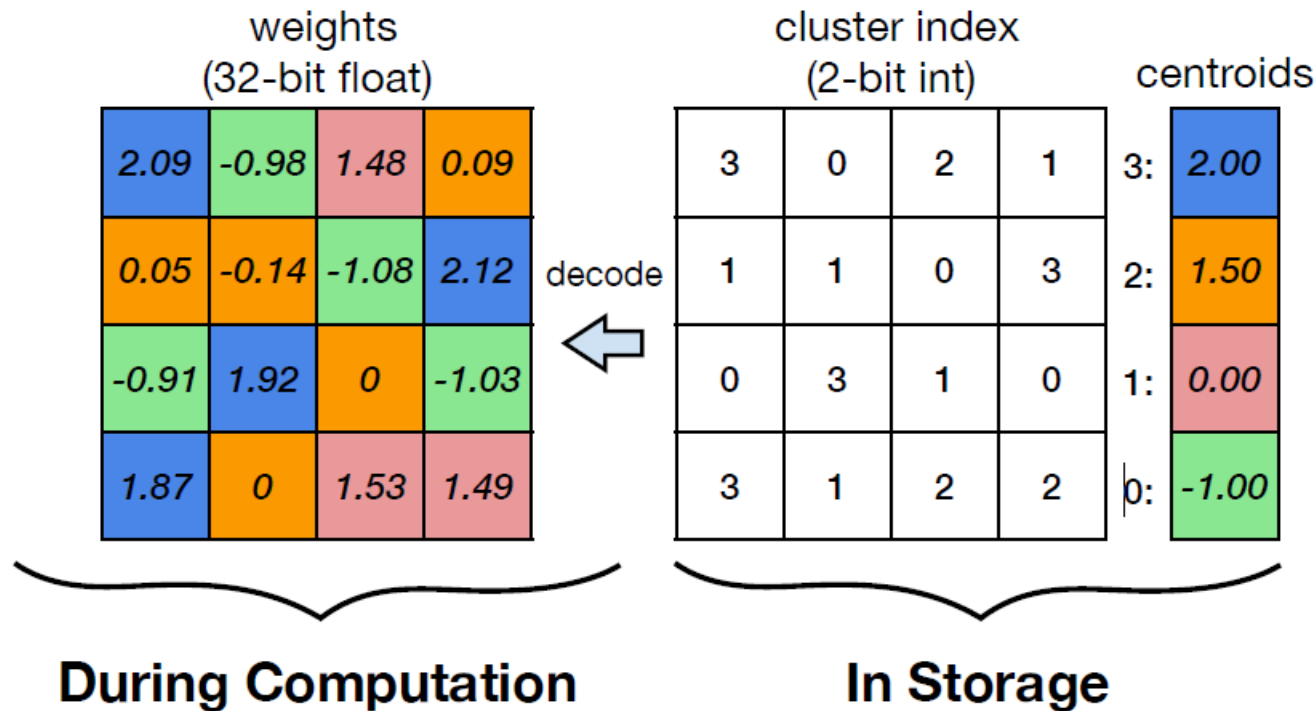 weights
(32-bit float)
cluster index
(2-bit int)
centroids
2.09 -0.98 1.48 0.09
3 0 2 1
3: 2.00
0.05 -0.14 -1.08 2.12
decode
1 1 0 3
2: 1.50
-0.91 1.92 0 -1.03
0 3 1 0
1: 0.00
1.87 0 1.53 1.49
3 1 2 2
0: -1.00
During Computation
In Storage